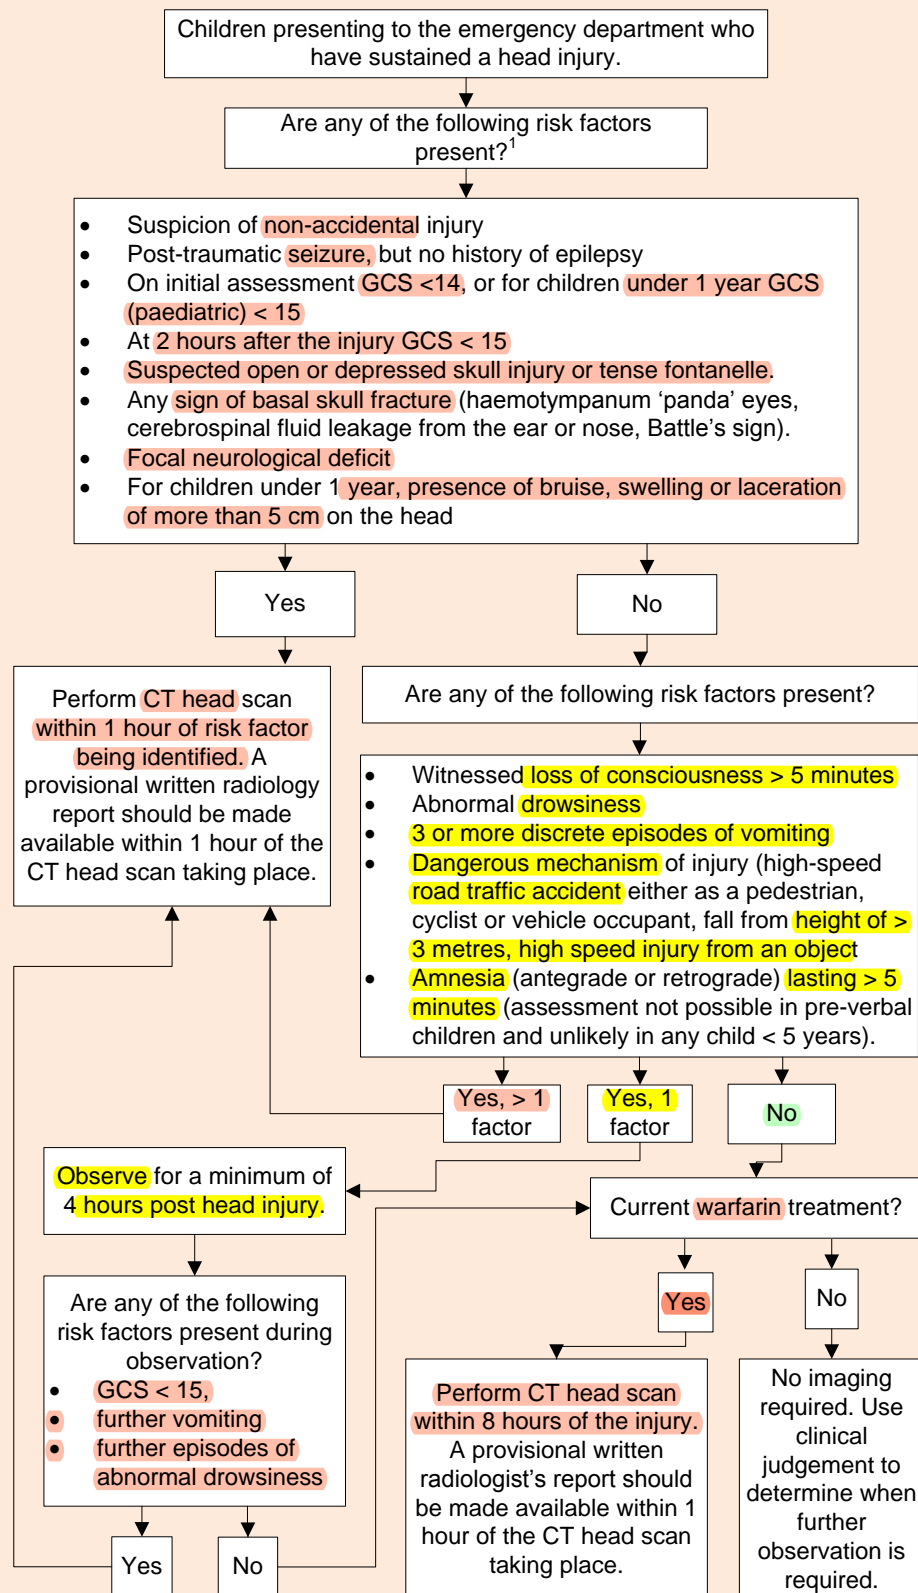 Children presenting to the emergency department who
have sustained a head injury.
Are any of the following risk factors
present?1
• Suspicion of non-accidental injury
• Post-traumatic seizure, but no history of epilepsy
• On initial assessment GCS <14, or for children under 1 year GCS
(paediatric) < 15
• At 2 hours after the injury GCS < 15
• Suspected open or depressed skull injury or tense fontanelle.
• Any sign of basal skull fracture (haemotympanum ‘panda’ eyes,
cerebrospinal fluid leakage from the ear or nose, Battle’s sign).
• Focal neurological deficit
• For children under 1 year, presence of bruise, swelling or laceration
of more than 5 cm on the head
Yes
No
Perform CT head scan
within 1 hour of risk factor
being identified. A
provisional written radiology
report should be made
available within 1 hour of the
CT head scan taking place.
Are any of the following risk factors present?
• Witnessed loss of consciousness > 5 minutes
• Abnormal drowsiness
• 3 or more discrete episodes of vomiting
• Dangerous mechanism of injury (high-speed
road traffic accident either as a pedestrian,
cyclist or vehicle occupant, fall from height of >
3 metres, high speed injury from an object
• Amnesia (antegrade or retrograde) lasting > 5
minutes (assessment not possible in pre-verbal
children and unlikely in any child < 5 years).
Yes, > 1
factor
Yes, 1
factor
No
Observe for a minimum of
4 hours post head injury.
Current warfarin treatment?
Are any of the following
risk factors present during
observation?
• GCS < 15,
• further vomiting
• further episodes of
abnormal drowsiness
Yes
No
Yes
No
Perform CT head scan
within 8 hours of the injury.
A provisional written
radiologist’s report should
be made available within 1
hour of the CT head scan
taking place.
No imaging
required. Use
clinical
judgement to
determine when
further
observation is
required.